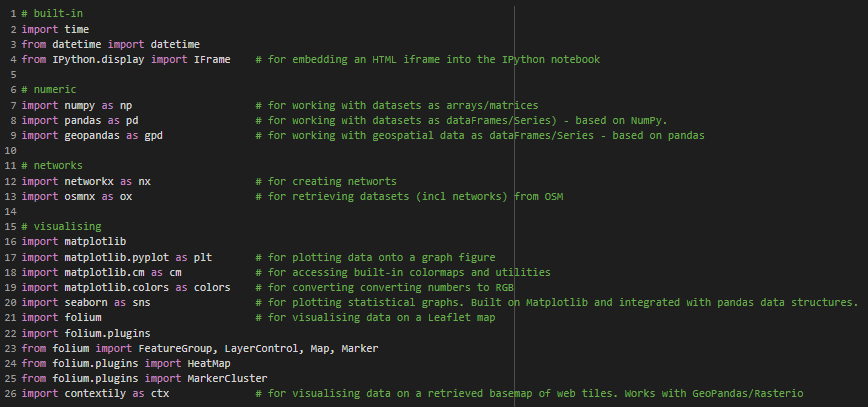 1 # built-in
2 import time
3 from datetime import datetime
4 from IPython.display import IFrame    # for embedding an HTML iframe into the IPython notebook
5
6 # numeric
7 import numpy as np                    # for working with datasets as arrays/matrices
8 import pandas as pd                   # for working with datasets as dataFrames/Series) - based on NumPy.
9 import geopandas as gpd               # for working with geospatial data as dataFrames/Series - based on pandas
10
11 # networks
12 import networkx as nx                 # for creating networts
13 import osmnx as ox                    # for retrieving datasets (incl networks) from OSM
14
15 # visualising
16 import matplotlib
17 import matplotlib.pyplot as plt       # for plotting data onto a graph figure
18 import matplotlib.cm as cm            # for accessing built-in colormaps and utilities
19 import matplotlib.colors as colors    # for converting converting numbers to RGB
20 import seaborn as sns                 # for plotting statistical graphs. Built on Matplotlib and integrated with pandas data structures.
21 import folium                         # for visualising data on a Leaflet map
22 import folium.plugins
23 from folium import FeatureGroup, LayerControl, Map, Marker
24 from folium.plugins import HeatMap
25 from folium.plugins import MarkerCluster
26 import contextily as ctx              # for visualising data on a retrieved basemap of web tiles. Works with GeoPandas/Rasterio